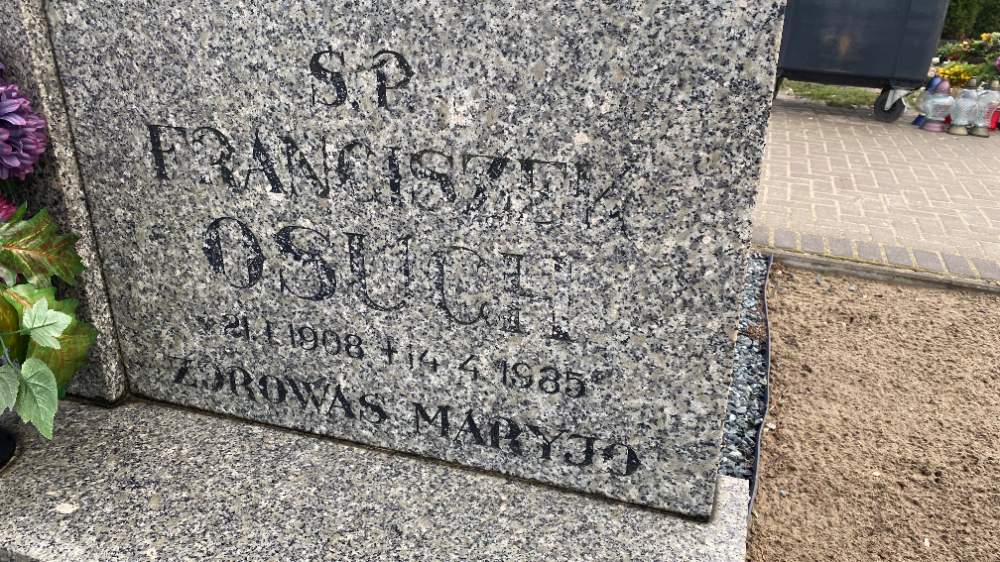 Ś.P
FRANCISZEK
OSUCH
* 21.1.1908 + 14.4.1985
ZDROWAŚ MARYJO